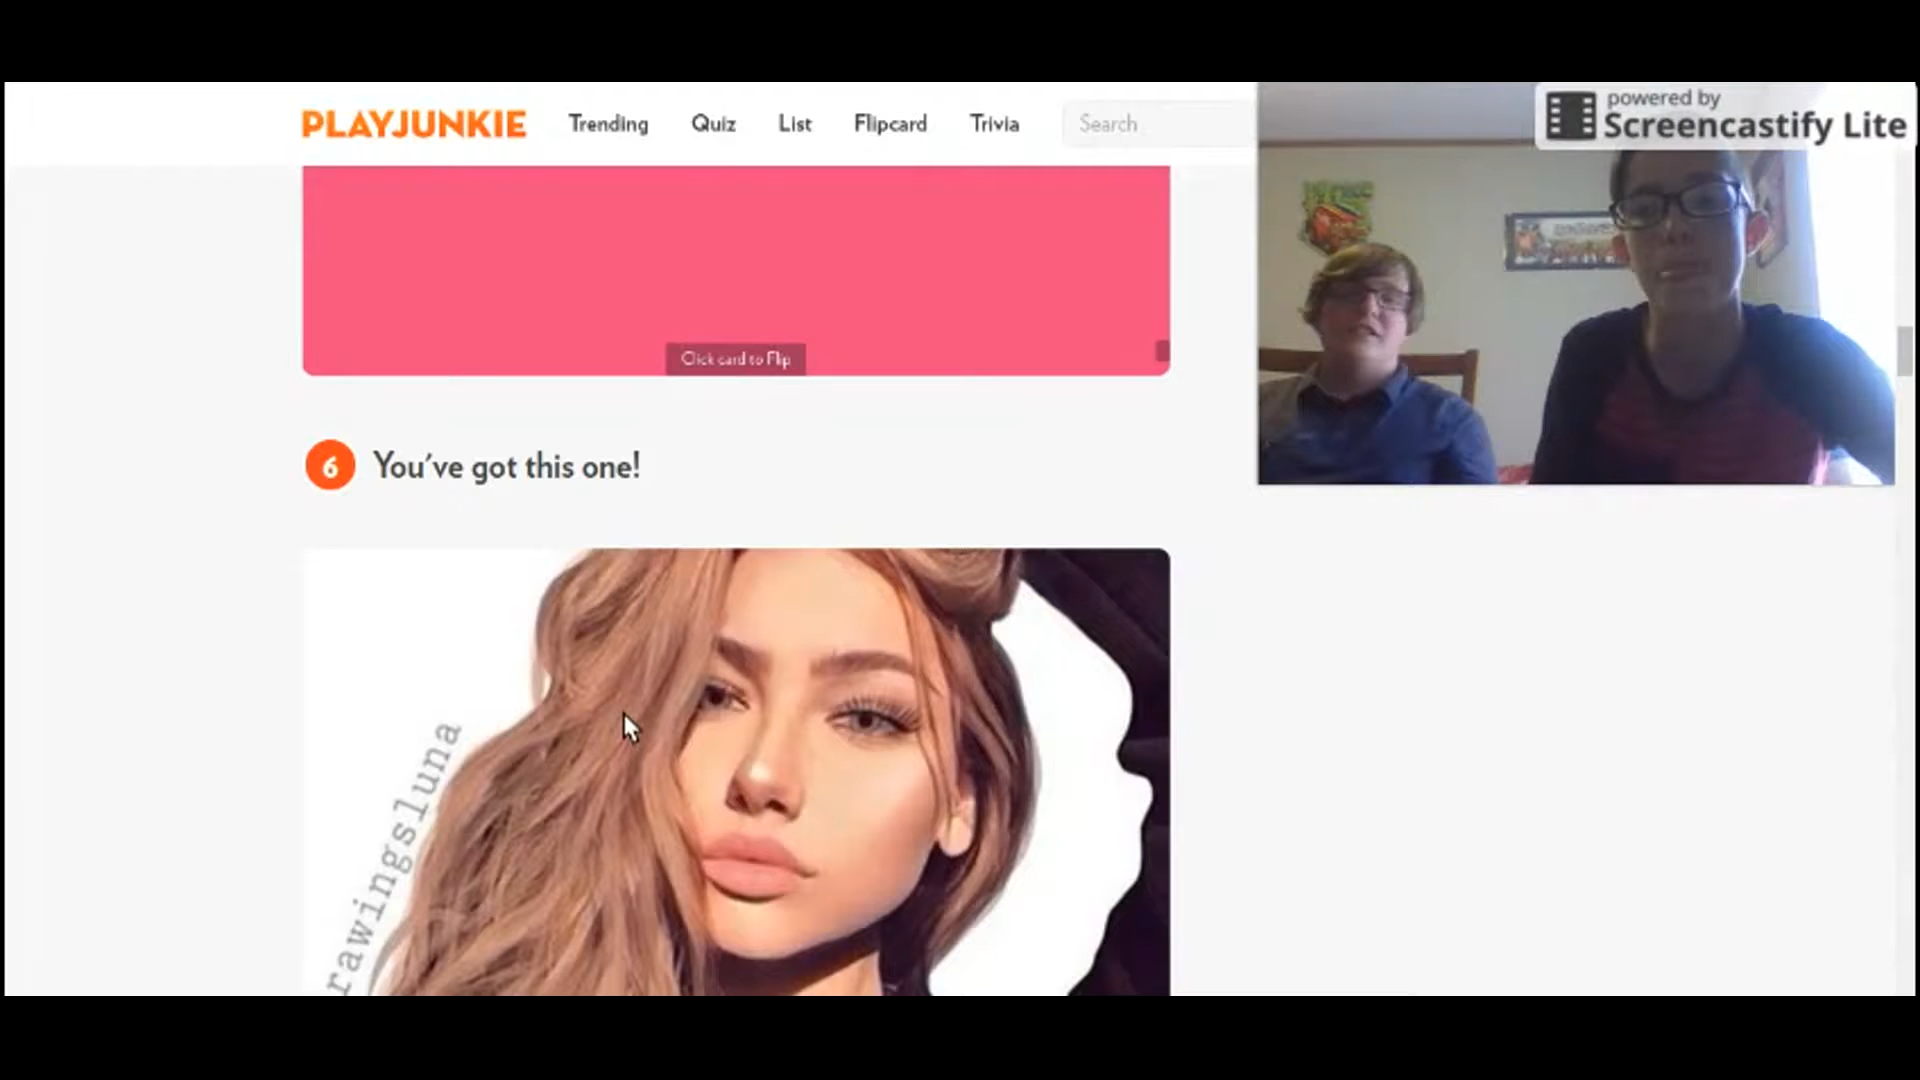 PLAYJUNKIE Trending Quiz List Flipcard Trivia Search
powered by
Screencastify Lite
Click card to Flip
6 You've got this one!
rawingsluna